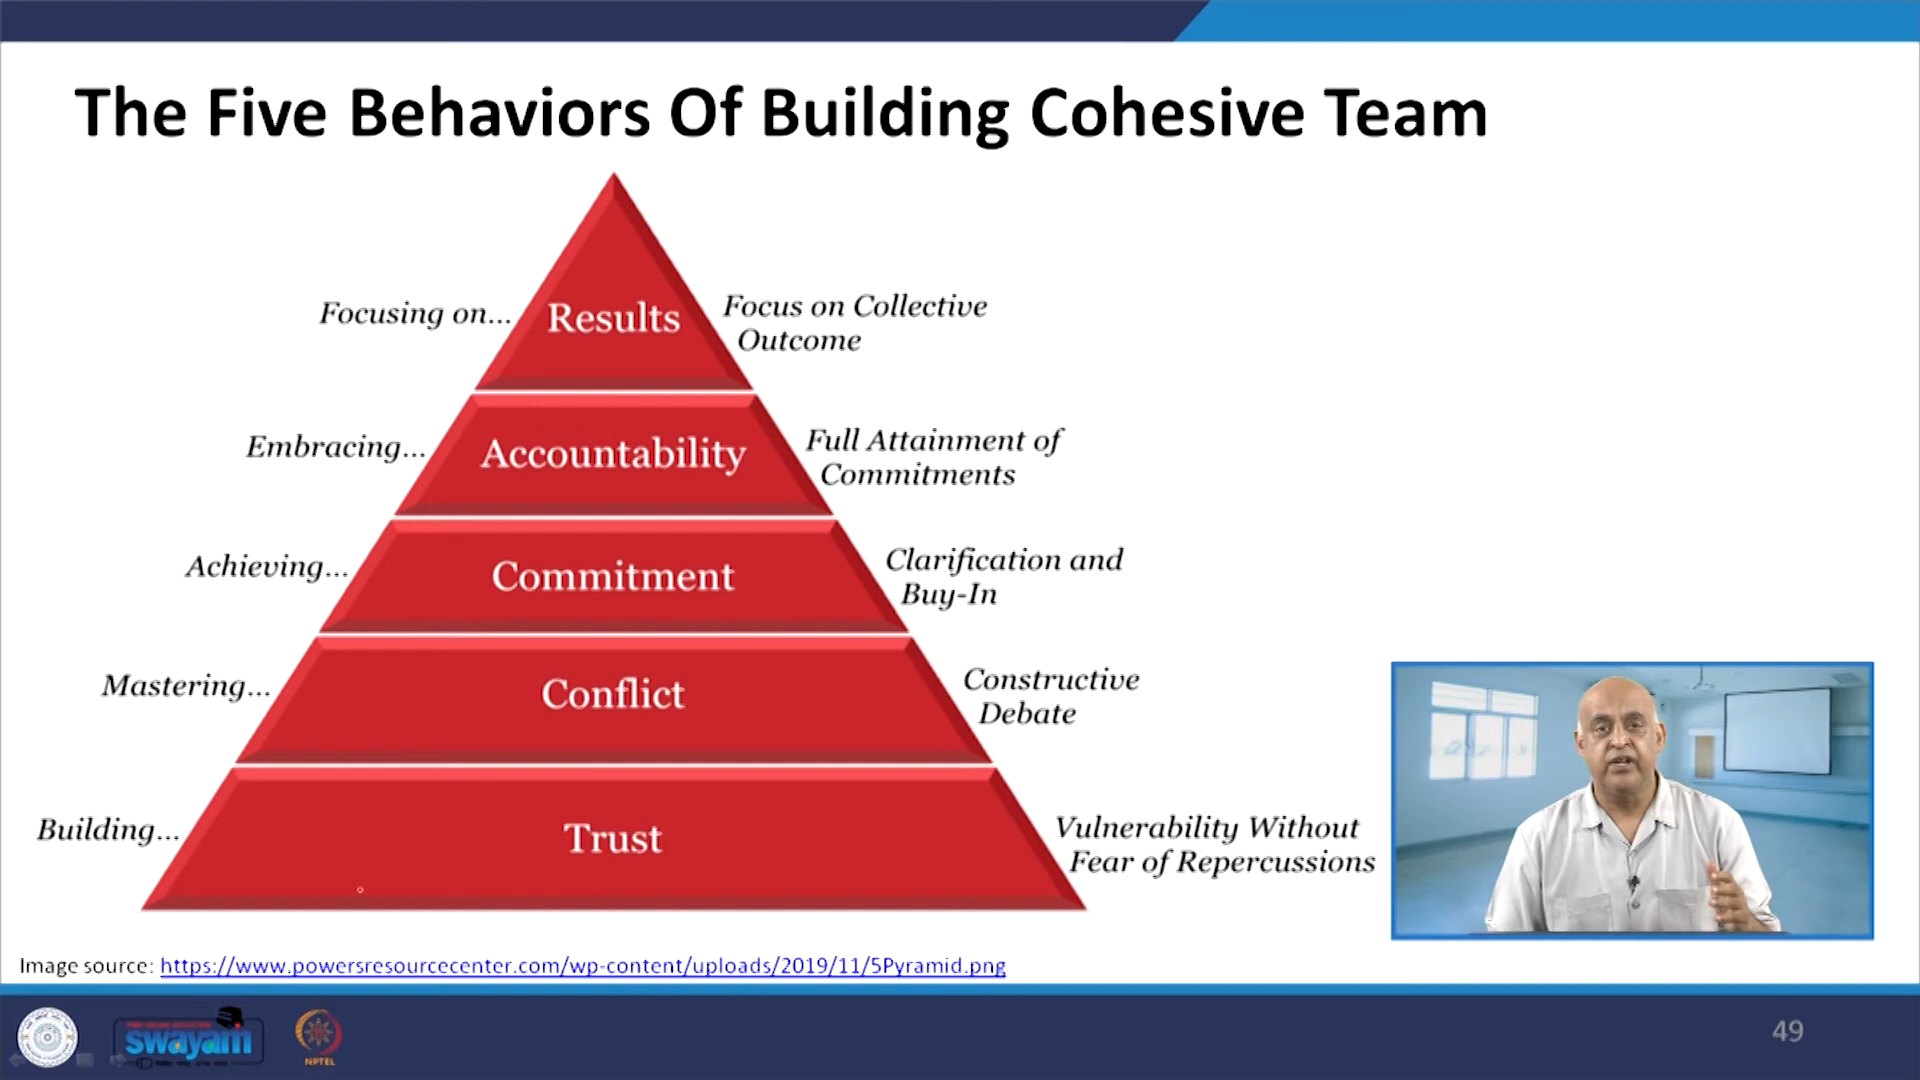 The Five Behaviors Of Building Cohesive Team
Focusing on...
Results
Focus on Collective
Outcome
Embracing...
Accountability
Full Attainment of
Commitments
Achieving...
Commitment
Clarification and
Buy-In
Mastering...
Conflict
Constructive
Debate
Building...
Trust
Vulnerability Without
Fear of Repercussions
Image source: https://www.powersresourcecenter.com/wp-content/uploads/2019/11/5Pyramid.png
swayam
NPTEL
49